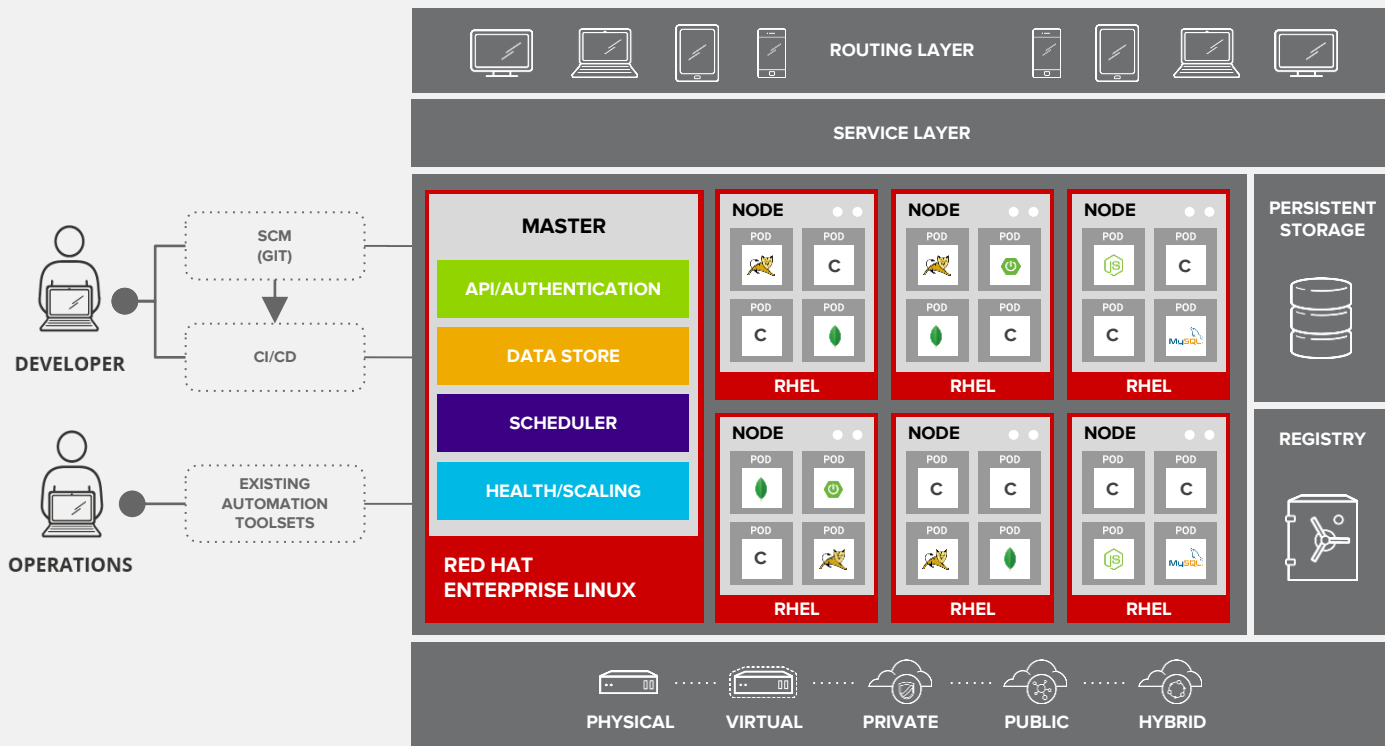 ROUTING LAYER
SERVICE LAYER
SCM
(GIT)
CI/CD
DEVELOPER
EXISTING
AUTOMATION
TOOLSETS
OPERATIONS
MASTER
API/AUTHENTICATION
DATA STORE
SCHEDULER
HEALTH/SCALING
RED HAT
ENTERPRISE LINUX
NODE
POD
POD
C
POD
POD
C
RHEL
NODE
POD
POD
POD
POD
C
RHEL
NODE
POD
POD
JS
C
POD
POD
C
MySQL
RHEL
NODE
POD
POD
POD
POD
C
RHEL
NODE
POD
POD
C
C
POD
POD
RHEL
NODE
POD
POD
C
C
POD
POD
JS
MySQL
RHEL
PERSISTENT
STORAGE
REGISTRY
PHYSICAL
VIRTUAL
PRIVATE
PUBLIC
HYBRID